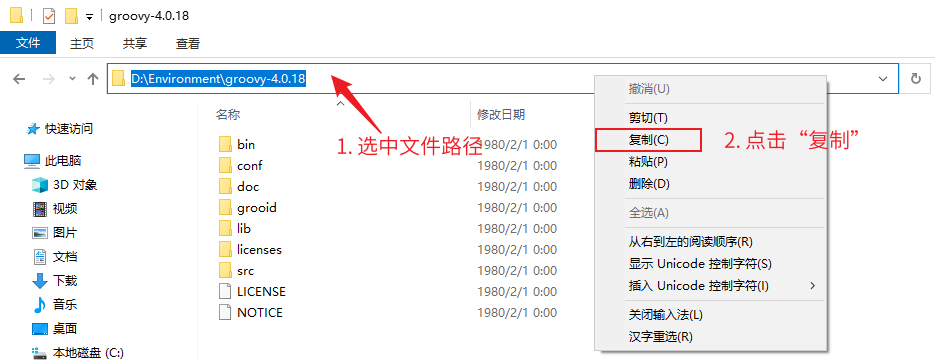 groovy-4.0.18
文件 主页 共享 查看
D:\Environment\groovy-4.0.18
名称 修改日期
快速访问
此电脑
3D 对象
视频
图片
文档
下载
音乐
桌面
本地磁盘 (C:)
bin 1980/2/1 0:00
conf 1980/2/1 0:00
doc 1980/2/1 0:00
grooid 1980/2/1 0:00
lib 1980/2/1 0:00
licenses 1980/2/1 0:00
src 1980/2/1 0:00
LICENSE 1980/2/1 0:00
NOTICE 1980/2/1 0:00
1. 选中文件路径
撤消(U)
剪切(T)
复制(C)
粘贴(P)
删除(D)
全选(A)
从右到左的阅读顺序(R)
显示 Unicode 控制字符(S)
插入 Unicode 控制字符(I)
关闭输入法(L)
汉字重选(R)
2. 点击“复制”